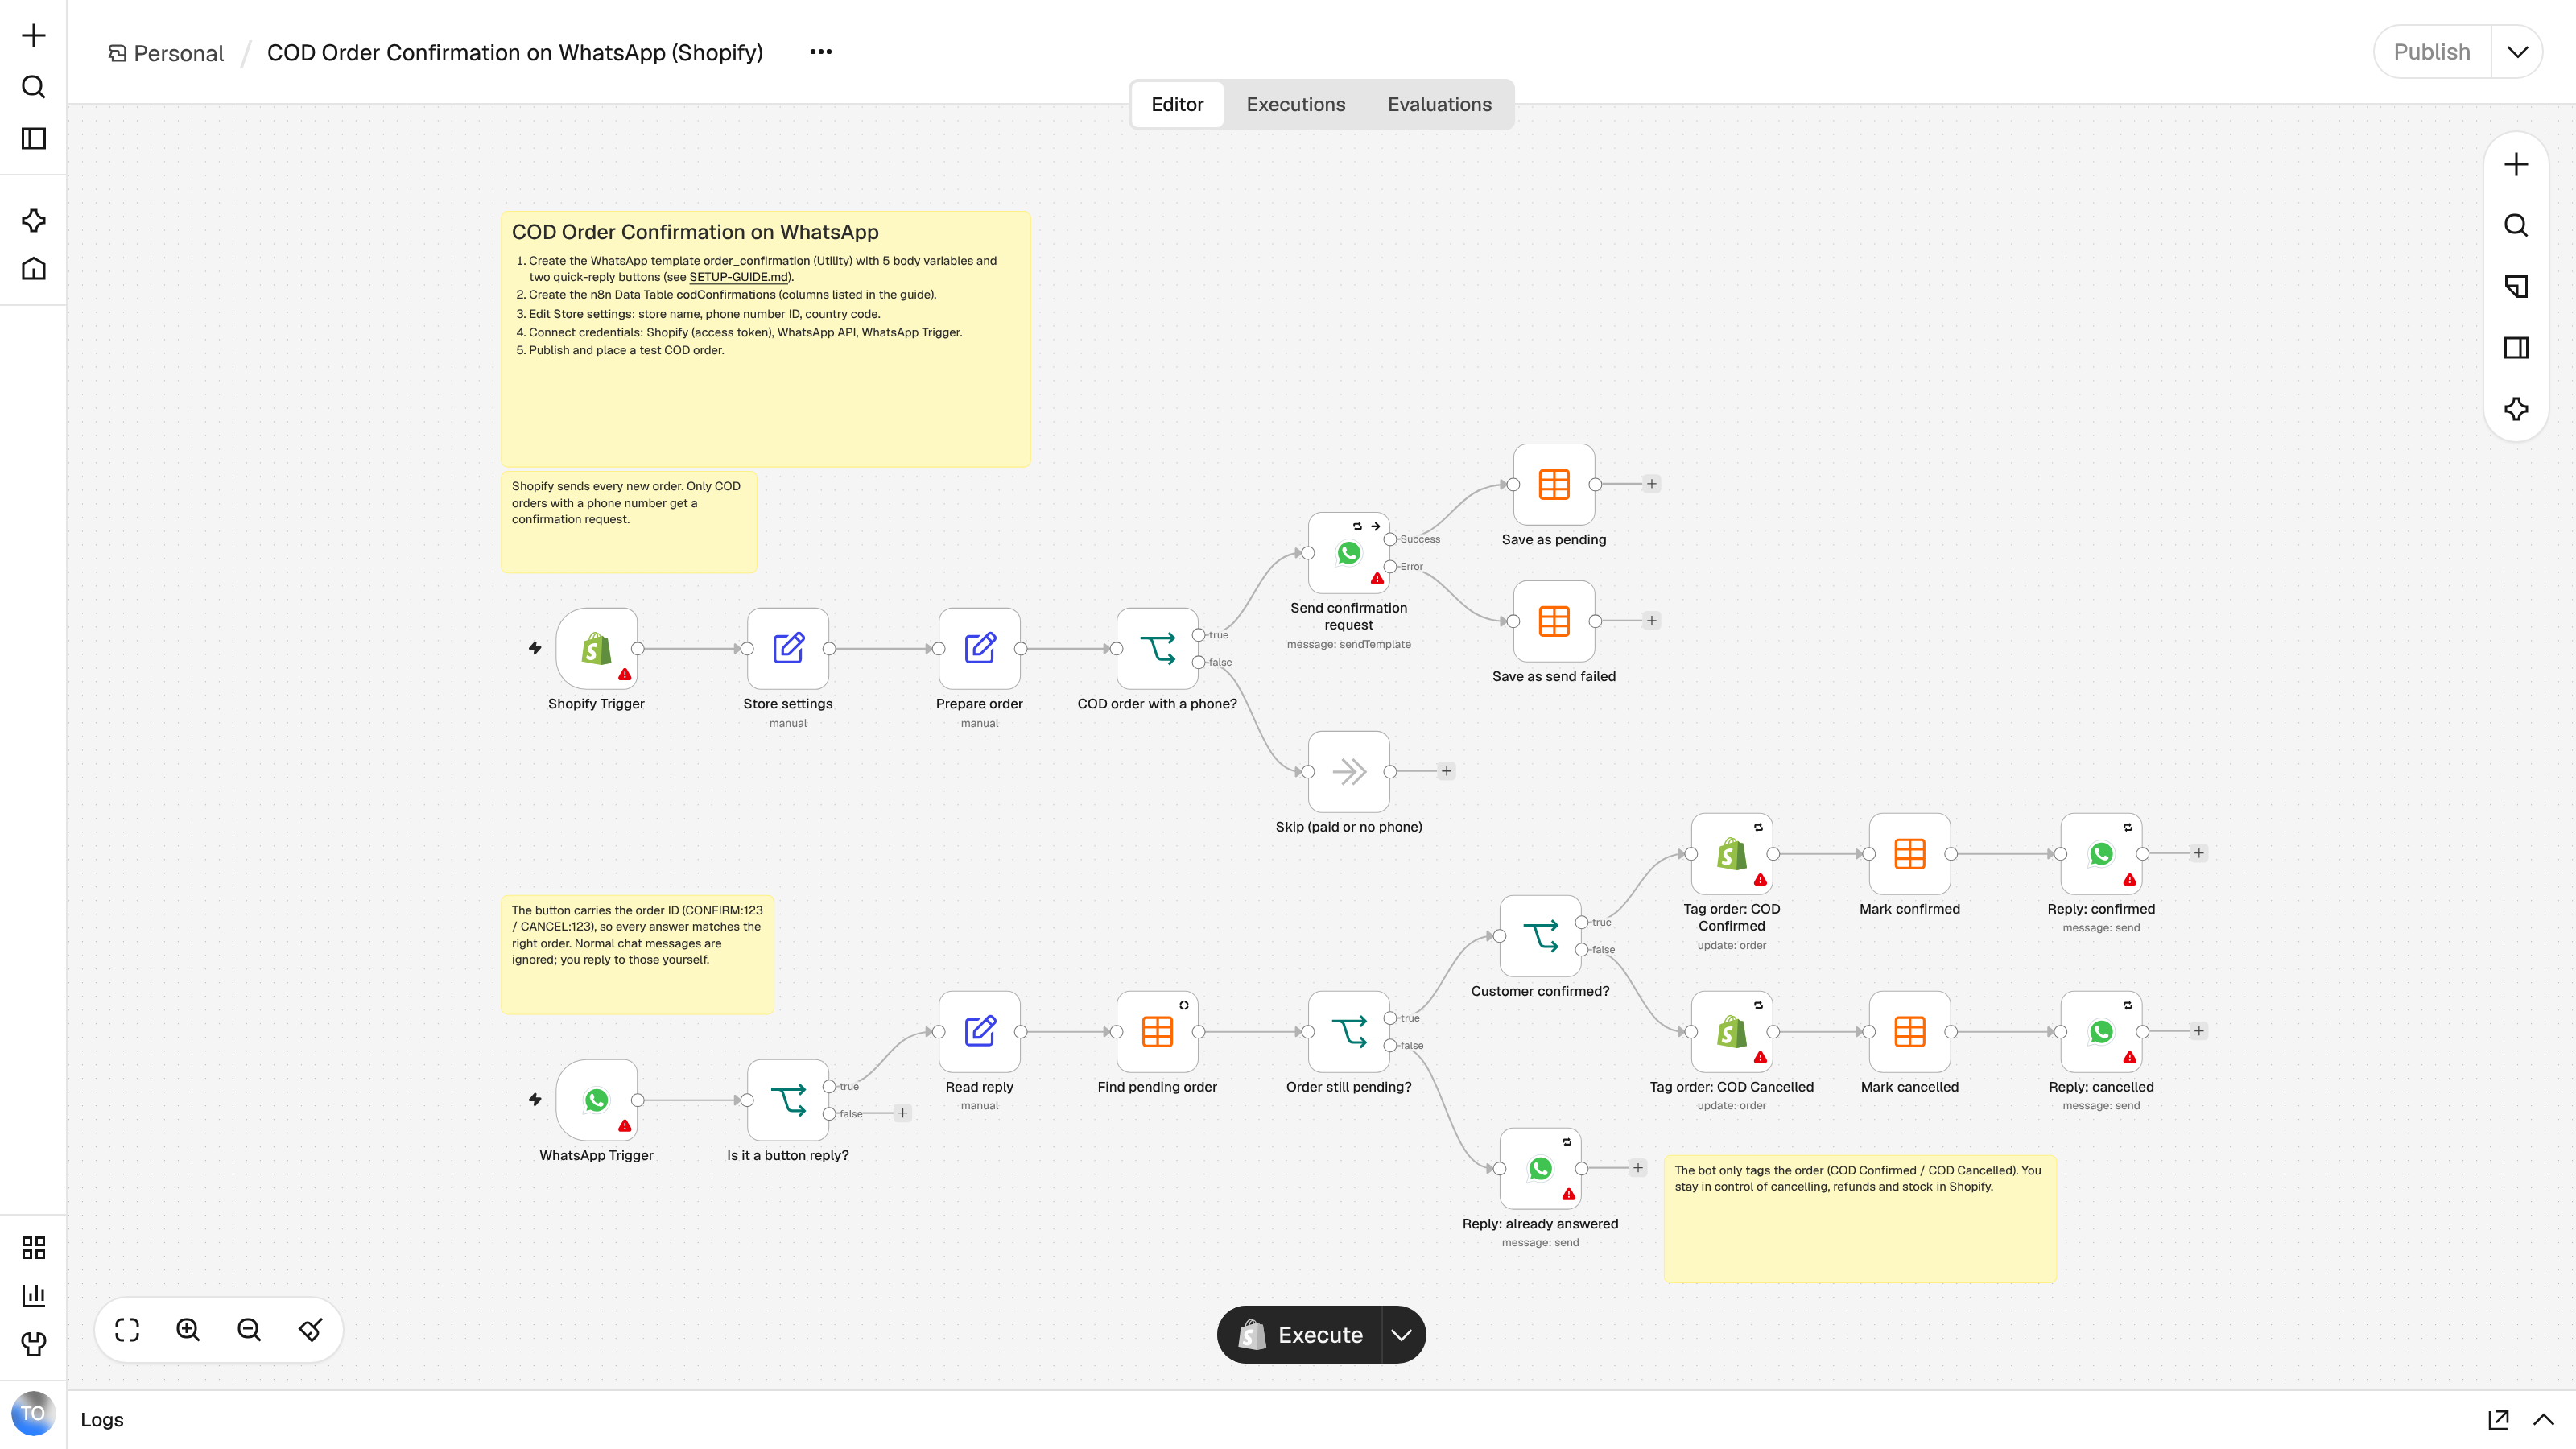 Personal / COD Order Confirmation on WhatsApp (Shopify)
Publish
Editor Executions Evaluations
COD Order Confirmation on WhatsApp
1. Create the WhatsApp template order_confirmation (Utility) with 5 body variables and
two quick-reply buttons (see SETUP-GUIDE.md).
2. Create the n8n Data Table codConfirmations (columns listed in the guide).
3. Edit Store settings: store name, phone number ID, country code.
4. Connect credentials: Shopify (access token), WhatsApp API, WhatsApp Trigger.
5. Publish and place a test COD order.
Shopify sends every new order. Only COD
orders with a phone number get a
confirmation request.
Shopify Trigger
Store settings
manual
Prepare order
manual
COD order with a phone?
true
false
Send confirmation
request
message: sendTemplate
Success
Error
Save as pending
Save as send failed
Skip (paid or no phone)
The button carries the order ID (CONFIRM:123
/ CANCEL:123), so every answer matches the
right order. Normal chat messages are
ignored; you reply to those yourself.
WhatsApp Trigger
Is it a button reply?
true
false
Read reply
manual
Find pending order
Order still pending?
true
false
Customer confirmed?
true
false
Tag order: COD
Confirmed
update: order
Mark confirmed
Reply: confirmed
message: send
Tag order: COD Cancelled
update: order
Mark cancelled
Reply: cancelled
message: send
Reply: already answered
message: send
The bot only tags the order (COD Confirmed / COD Cancelled). You
stay in control of cancelling, refunds and stock in Shopify.
Execute
TO
Logs